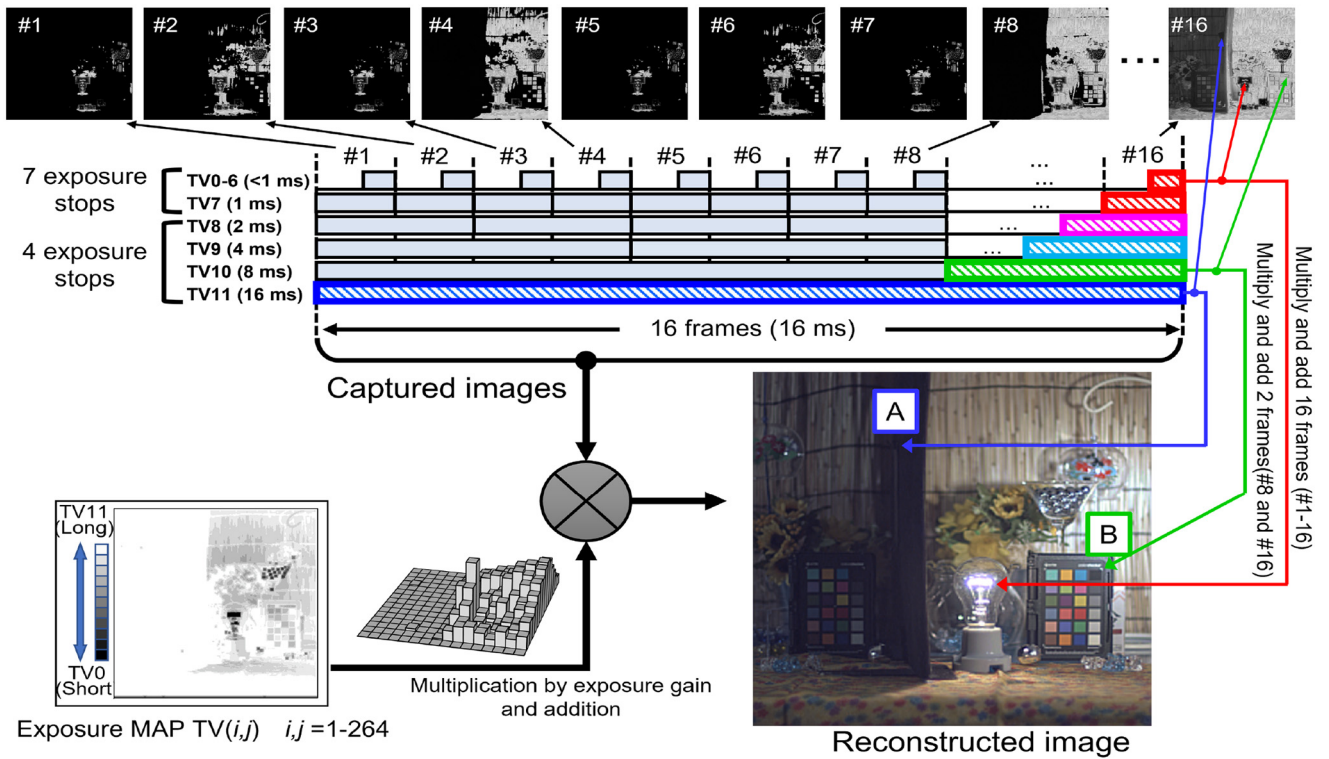 #1
#2
#3
#4
#5
#6
#7
#8
...
#16
#1
#2
#3
#4
#5
#6
#7
#8
...
#16
7 exposure
stops
TV0-6 (<1 ms)
...
TV7 (1 ms)
...
4 exposure
stops
TV8 (2 ms)
...
TV9 (4 ms)
...
TV10 (8 ms)
TV11 (16 ms)
16 frames (16 ms)
Captured images
Multiply and add 16 frames (#1-16)
Multiply and add 2 frames(#8 and #16)
A
B
TV11
(Long)
TV0
(Short
Exposure MAP TV(i,j) i,j =1-264
Multiplication by exposure gain
and addition
Reconstructed image